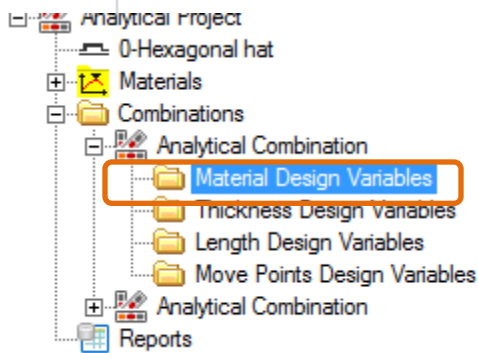 Analytical Project
0-Hexagonal hat
Materials
Combinations
Analytical Combination
Material Design Variables
Thickness Design Variables
Length Design Variables
Move Points Design Variables
Analytical Combination
Reports